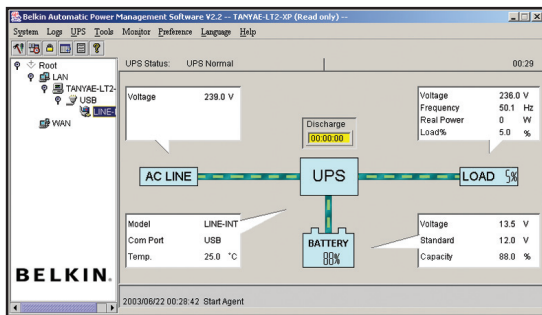 Belkin Automatic Power Management Software V2.2 -- TANYAE-LT2-XP (Read only) --
System Logs UPS Tools Monitor Preference Language Help
Root
LAN
TANYAE-LT2-
USB
LINE-I
WAN
BELKIN.
UPS Status: UPS Normal 00:29
Voltage 239.0 V
Discharge
00:00:00
Voltage 236.0 V
Frequency 50.1 Hz
Real Power 0 W
Load% 5.0 %
AC LINE
UPS
LOAD 5%
Model LINE-INT
Com Port USB
Temp. 25.0 °C
BATTERY
88%
Voltage 13.5 V
Standard 12.0 V
Capacity 88.0 %
2003/06/22 00:28:42 Start Agent